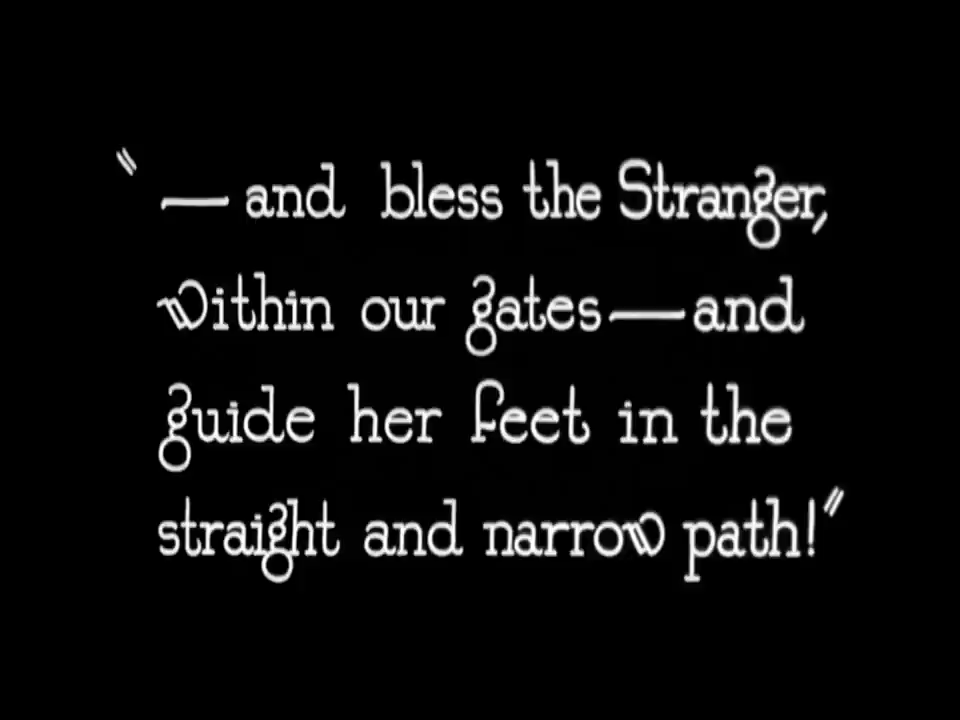 "— and bless the Stranger,
within our gates — and
guide her feet in the
straight and narrow path!"